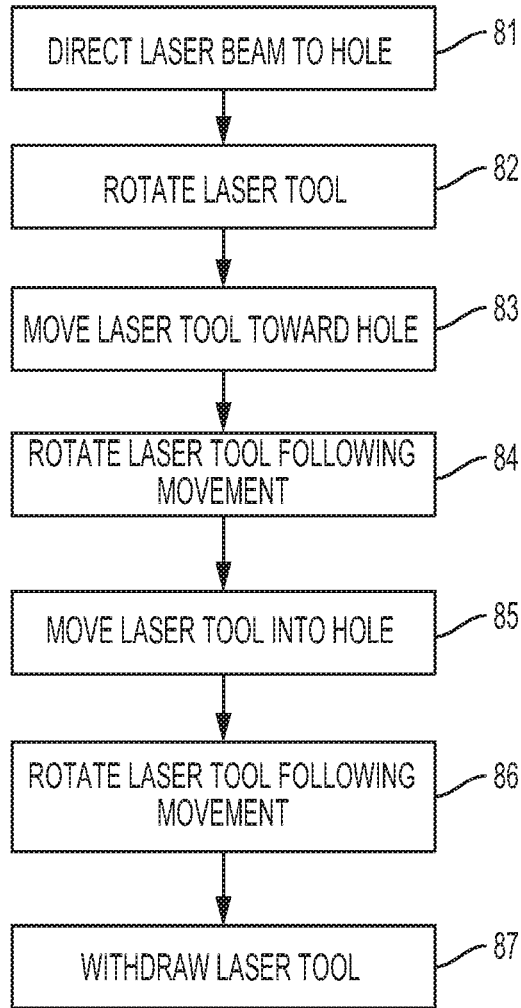 DIRECT LASER BEAM TO HOLE
81
ROTATE LASER TOOL
82
MOVE LASER TOOL TOWARD HOLE
83
ROTATE LASER TOOL FOLLOWING
MOVEMENT
84
MOVE LASER TOOL INTO HOLE
85
ROTATE LASER TOOL FOLLOWING
MOVEMENT
86
WITHDRAW LASER TOOL
87